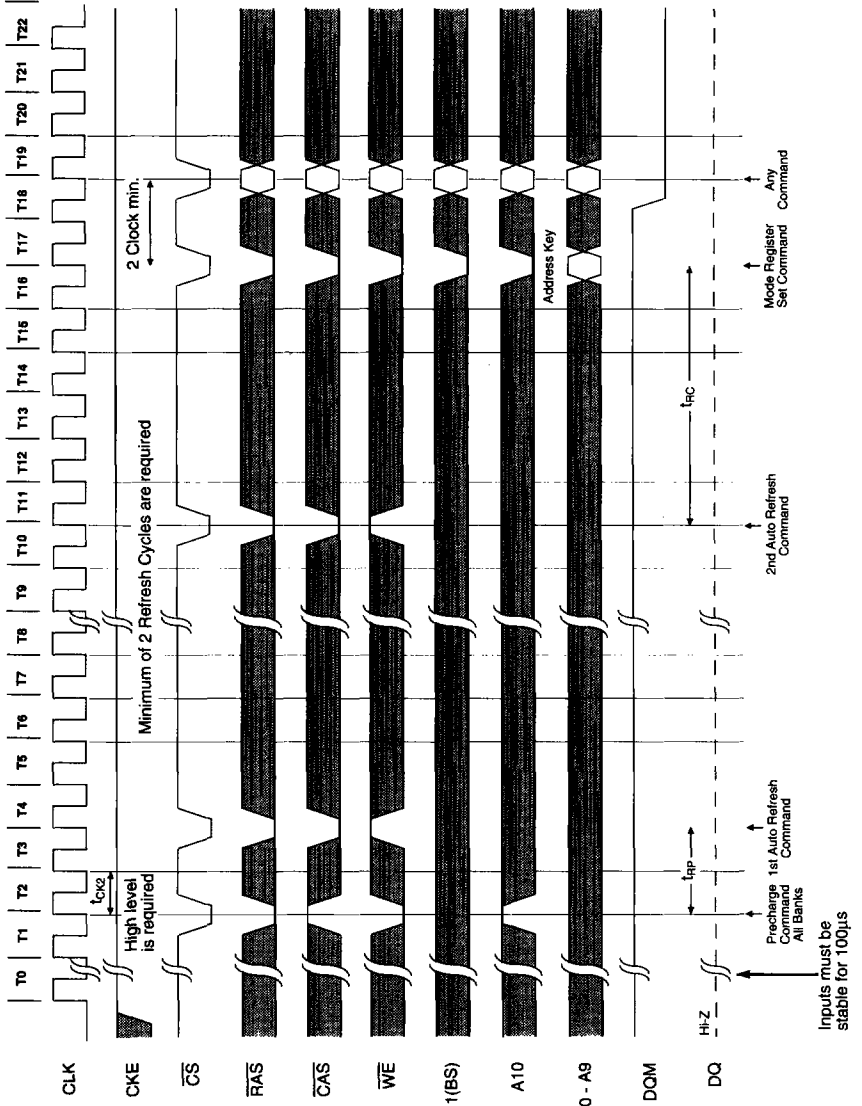 T0 T1 T2 T3 T4 T5 T6 T7 T8 T9 T10 T11 T12 T13 T14 T15 T16 T17 T18 T19 T20 T21 T22
CLK
tCK2
CKE
High level
is required
Minimum of 2 Refresh Cycles are required
2 Clock min.
CS
RAS
CAS
WE
1(BS)
A10
Address Key
0 - A9
DQM
tRP
tRC
DQ
Hi-Z
Precharge
Command
All Banks
1st Auto Refresh
Command
2nd Auto Refresh
Command
Mode Register
Set Command
Any
Command
Inputs must be
stable for 100µs